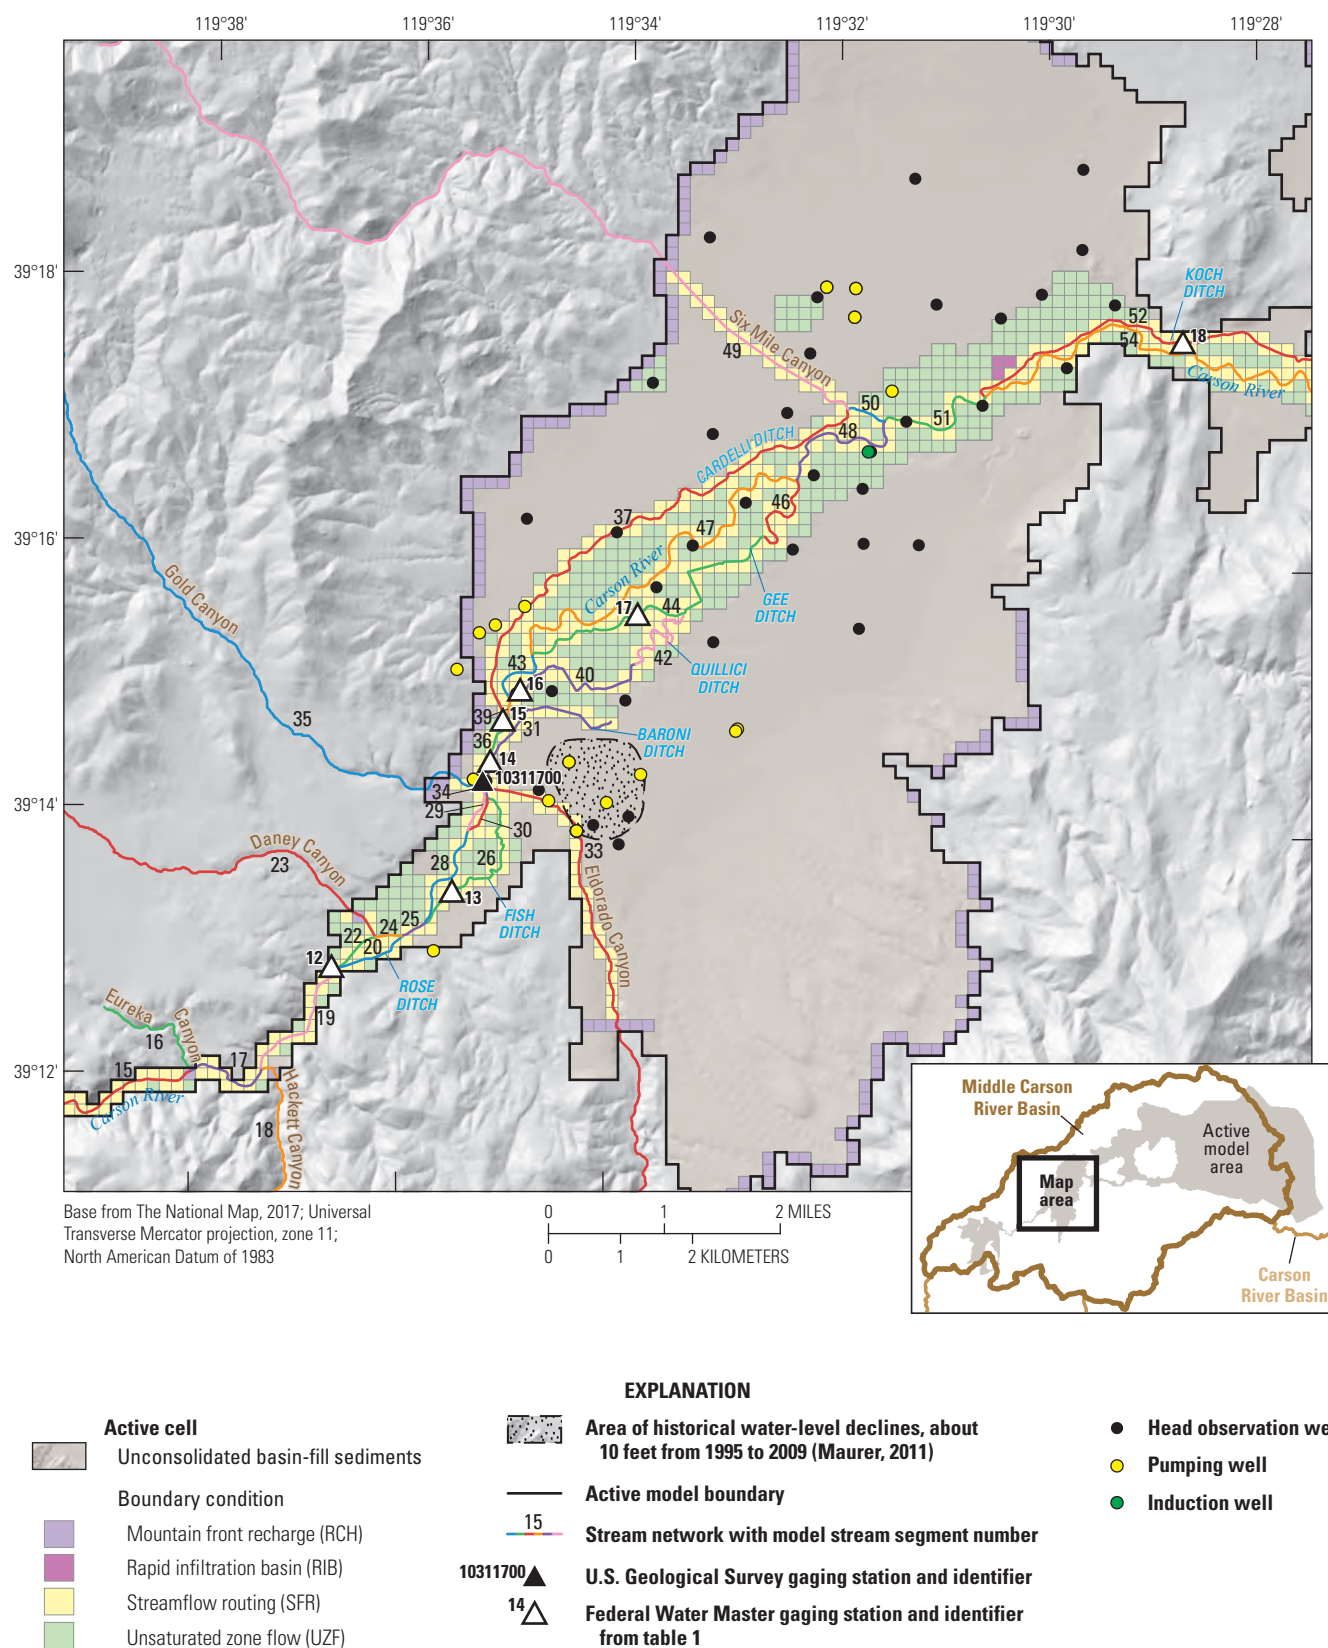 119°38'
119°36'
119°34'
119°32'
119°30'
119°28'
39°18'
39°16'
39°14'
39°12'
KOCH
DITCH
52
18
54
Carson River
Six Mile Canyon
49
50
51
48
CARDELLI DITCH
46
37
47
Carson River
GEE
DITCH
17
44
42
QUILLICI
DITCH
43
40
16
39
15
31
BARONI
DITCH
36
14
10311700
34
29
30
33
Eldorado Canyon
Gold Canyon
35
Daney Canyon
23
28
26
13
FISH
DITCH
25
24
22
20
12
ROSE
DITCH
19
Eureka
Canyon
16
17
15
Carson River
18
Hackett Canyon
Base from The National Map, 2017; Universal
Transverse Mercator projection, zone 11;
North American Datum of 1983
0 1 2 MILES
0 1 2 KILOMETERS
Middle Carson
River Basin
Active
model
area
Map
area
Carson
River Basin
EXPLANATION
Active cell
Unconsolidated basin-fill sediments
Boundary condition
Mountain front recharge (RCH)
Rapid infiltration basin (RIB)
Streamflow routing (SFR)
Unsaturated zone flow (UZF)
Area of historical water-level declines, about
10 feet from 1995 to 2009 (Maurer, 2011)
Active model boundary
15
Stream network with model stream segment number
10311700
U.S. Geological Survey gaging station and identifier
14
Federal Water Master gaging station and identifier
from table 1
Head observation we
Pumping well
Induction well